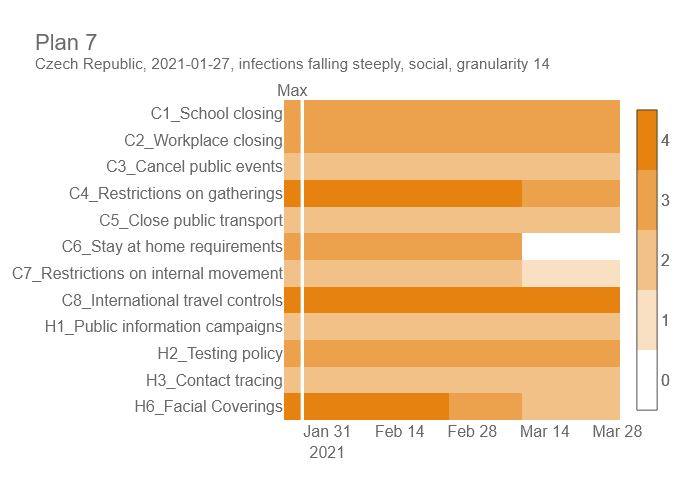 Plan 7
Czech Republic, 2021-01-27, infections falling steeply, social, granularity 14
Max
C1_School closing
C2_Workplace closing
C3_Cancel public events
C4_Restrictions on gatherings
C5_Close public transport
C6_Stay at home requirements
C7_Restrictions on internal movement
C8_International travel controls
H1_Public information campaigns
H2_Testing policy
H3_Contact tracing
H6_Facial Coverings
Jan 31 Feb 14 Feb 28 Mar 14 Mar 28
2021
4
3
2
1
0